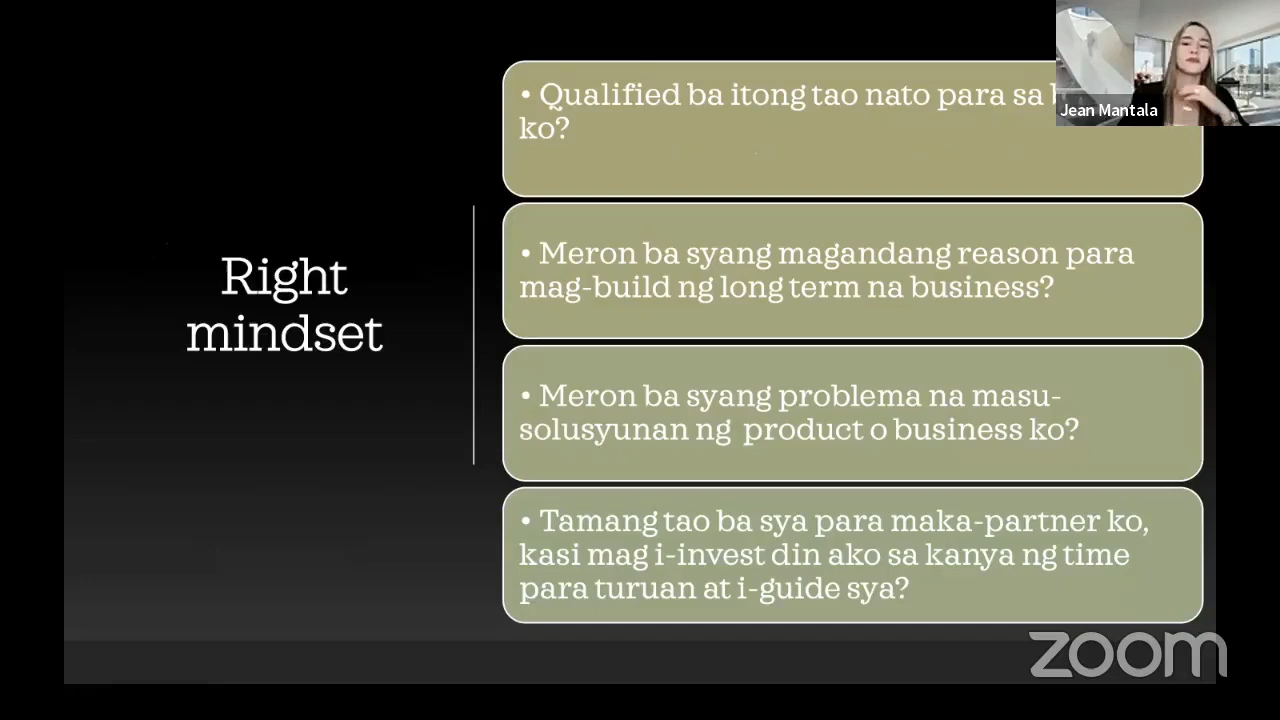 Right
mindset
• Qualified ba itong tao nato para sa
ko?
• Meron ba syang magandang reason para
mag-build ng long term na business?
• Meron ba syang problema na masu-
solusyunan ng product o business ko?
• Tamang tao ba sya para maka-partner ko,
kasi mag i-invest din ako sa kanya ng time
para turuan at i-guide sya?
Jean Mantala
zoom